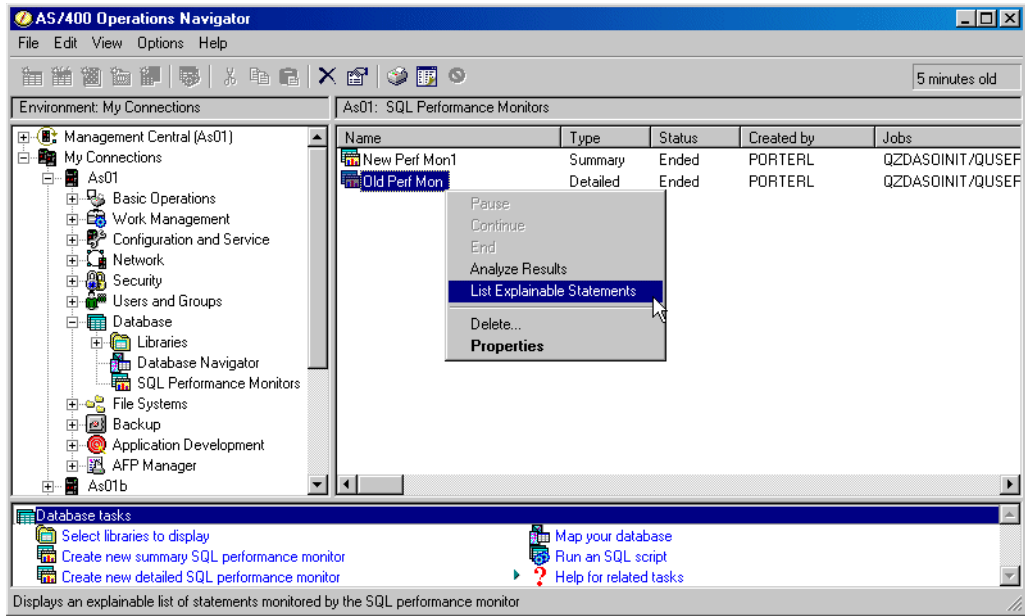 AS/400 Operations Navigator
File Edit View Options Help
5 minutes old
Environment: My Connections
As01: SQL Performance Monitors
Management Central (As01)
My Connections
As01
Basic Operations
Work Management
Configuration and Service
Network
Security
Users and Groups
Database
Libraries
Database Navigator
SQL Performance Monitors
File Systems
Backup
Application Development
AFP Manager
As01b
Name Type Status Created by Jobs
New Perf Mon1 Summary Ended PORTERL QZDASOINIT/QUSER
Old Perf Mon Detailed Ended PORTERL QZDASOINIT/QUSER
Pause
Continue
End
Analyze Results
List Explainable Statements
Delete...
Properties
Database tasks
Select libraries to display
Create new summary SQL performance monitor
Create new detailed SQL performance monitor
Map your database
Run an SQL script
Help for related tasks
Displays an explainable list of statements monitored by the SQL performance monitor